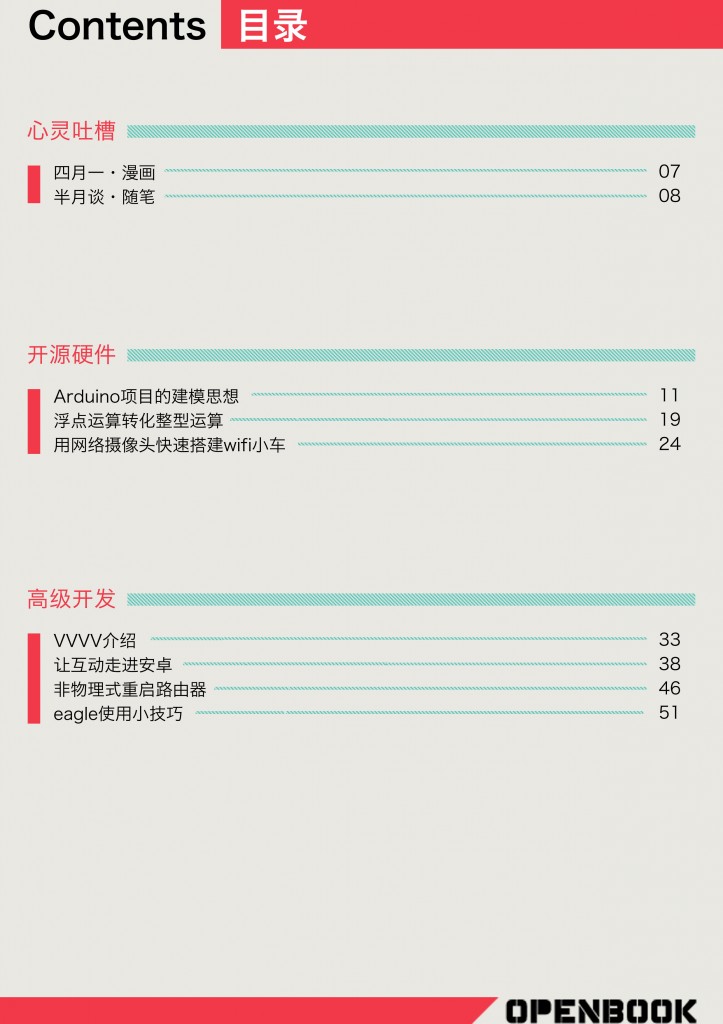 Contents 目录
心灵吐槽
四月一·漫画 07
半月谈·随笔 08
开源硬件
Arduino项目的建模思想 11
浮点运算转化整型运算 19
用网络摄像头快速搭建wifi小车 24
高级开发
VVVV介绍 33
让互动走进安卓 38
非物理式重启路由器 46
eagle使用小技巧 51
OPENBOOK